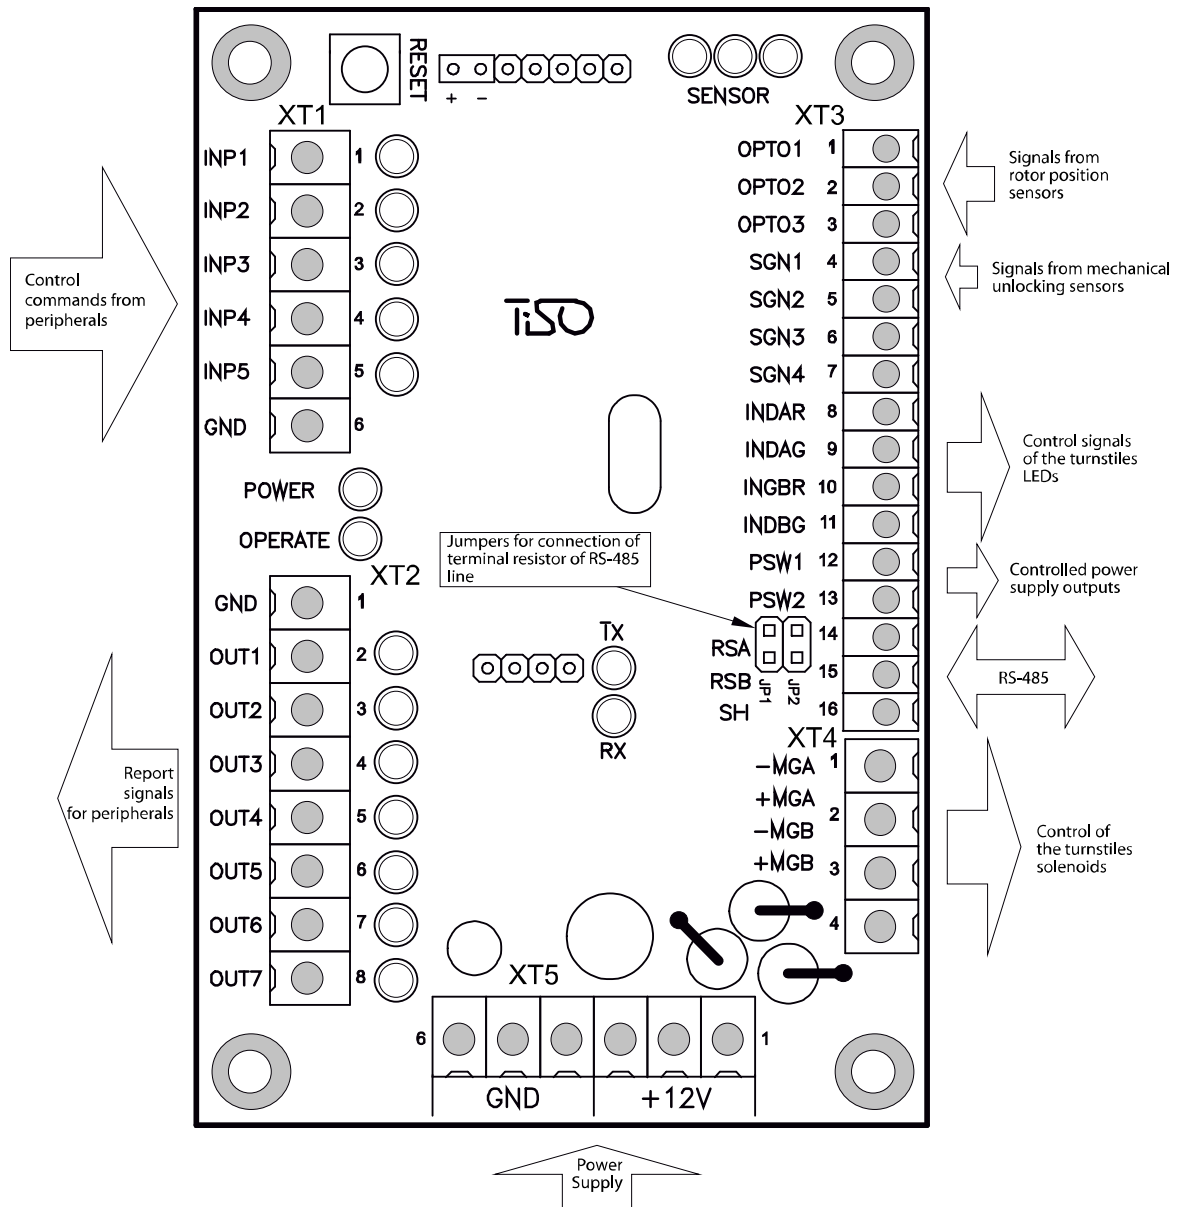 RESET
+ −
SENSOR
XT1
INP1 1
INP2 2
INP3 3
INP4 4
INP5 5
GND 6
Control
commands from
peripherals
TiSO
XT3
OPTO1 1
OPTO2 2
OPTO3 3
SGN1 4
SGN2 5
SGN3 6
SGN4 7
INDAR 8
INDAG 9
INGBR 10
INDBG 11
PSW1 12
PSW2 13
14
RSA
15
RSB
16
SH
JP1
JP2
Signals from
rotor position
sensors
Signals from mechanical
unlocking sensors
Control signals
of the turnstiles
LEDs
Controlled power
supply outputs
RS-485
POWER
OPERATE
Jumpers for connection of
terminal resistor of RS-485
line
XT2
GND 1
OUT1 2
OUT2 3
OUT3 4
OUT4 5
OUT5 6
OUT6 7
OUT7 8
Report
signals
for peripherals
Tx
RX
XT4
−MGA 1
+MGA
2
−MGB
+MGB 3
4
Control of
the turnstiles
solenoids
XT5
6 1
GND +12V
Power
Supply